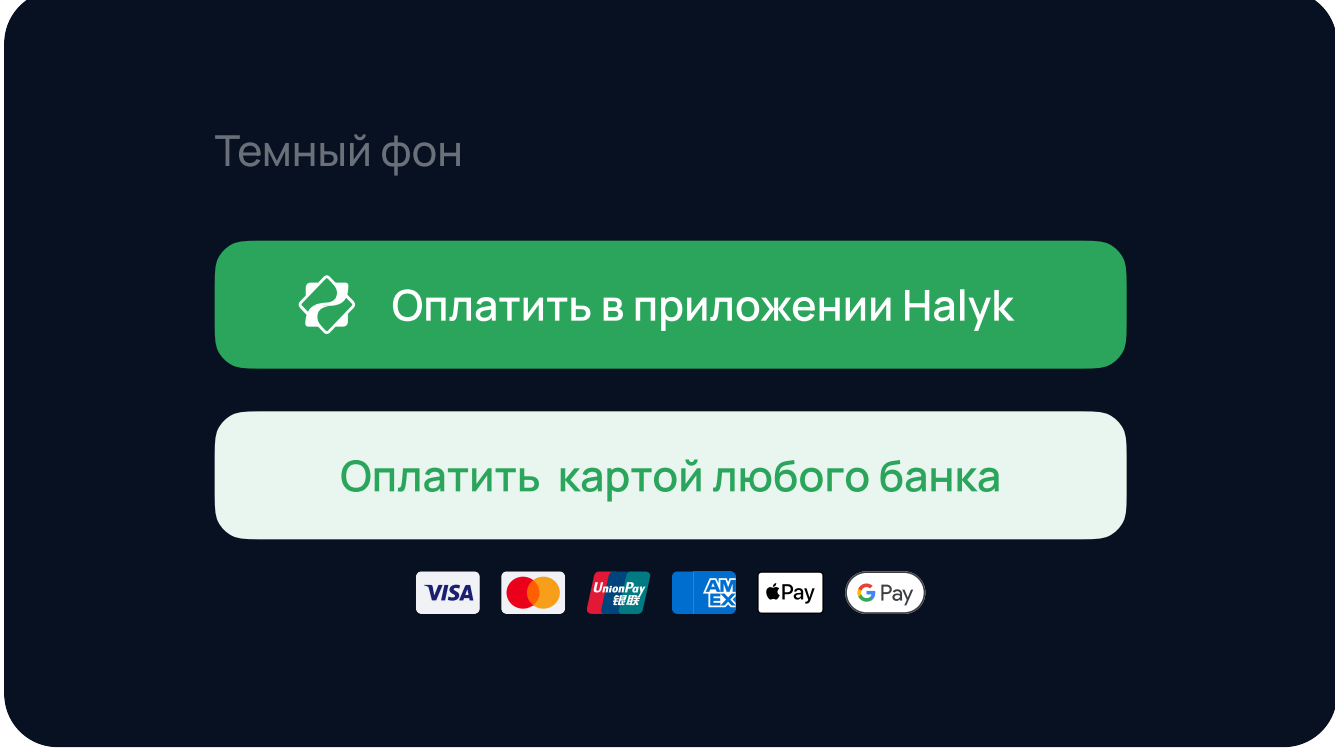 Темный фон
Оплатить в приложении Halyk
Оплатить картой любого банка
VISA UnionPay 银联 AM EX Pay G Pay